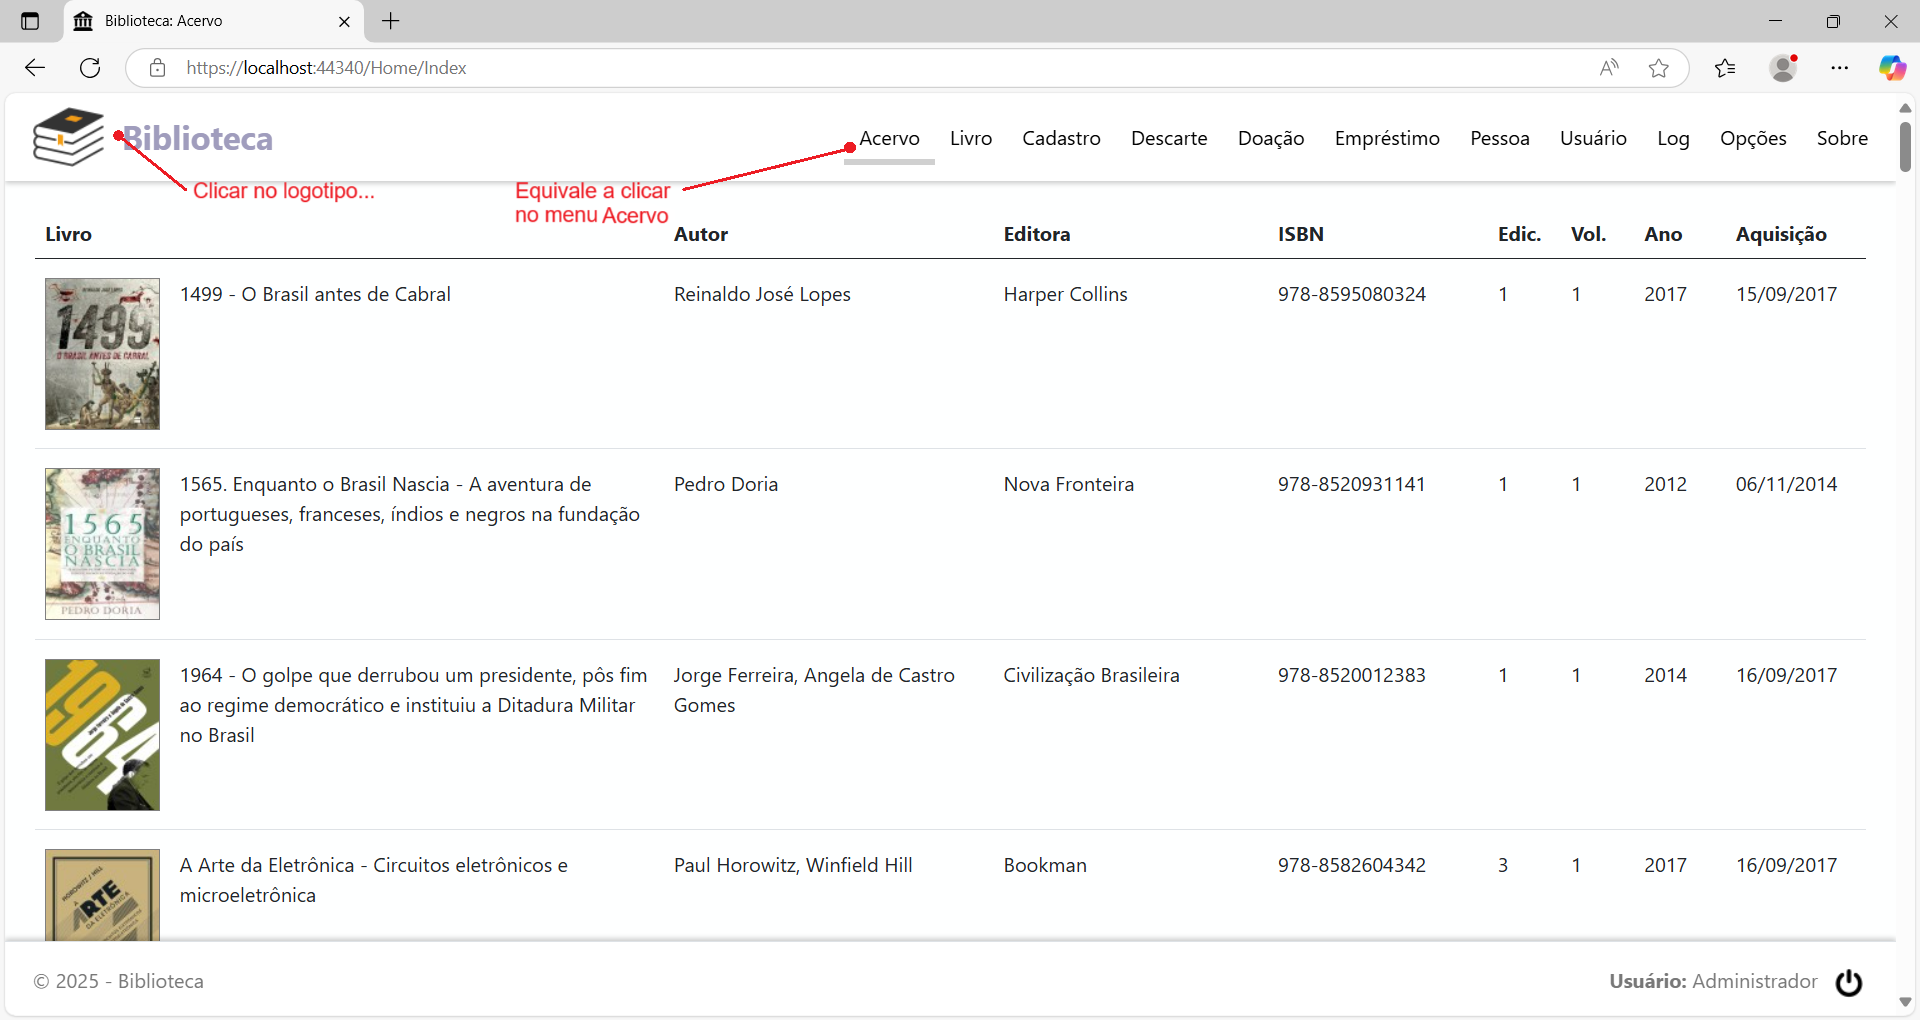 Biblioteca: Acervo
https://localhost:44340/Home/Index
Biblioteca
Acervo Livro Cadastro Descarte Doação Empréstimo Pessoa Usuário Log Opções Sobre
Clicar no logotipo...
Equivale a clicar
no menu Acervo
Livro Autor Editora ISBN Edic. Vol. Ano Aquisição
1499
O BRASIL ANTES DE CABRAL
1499 - O Brasil antes de Cabral Reinaldo José Lopes Harper Collins 978-8595080324 1 1 2017 15/09/2017
1565
ENQUANTO
O BRASIL
NASCIA
PEDRO DORIA
1565. Enquanto o Brasil Nascia - A aventura de Pedro Doria Nova Fronteira 978-8520931141 1 1 2012 06/11/2014
portugueses, franceses, índios e negros na fundação
do país
1964
1964 - O golpe que derrubou um presidente, pôs fim Jorge Ferreira, Angela de Castro Civilização Brasileira 978-8520012383 1 1 2014 16/09/2017
ao regime democrático e instituiu a Ditadura Militar Gomes
no Brasil
HOROWITZ / HILL
A
ARTE
DA ELETRÔNICA
A Arte da Eletrônica - Circuitos eletrônicos e Paul Horowitz, Winfield Hill Bookman 978-8582604342 3 1 2017 16/09/2017
microeletrônica
© 2025 - Biblioteca
Usuário: Administrador